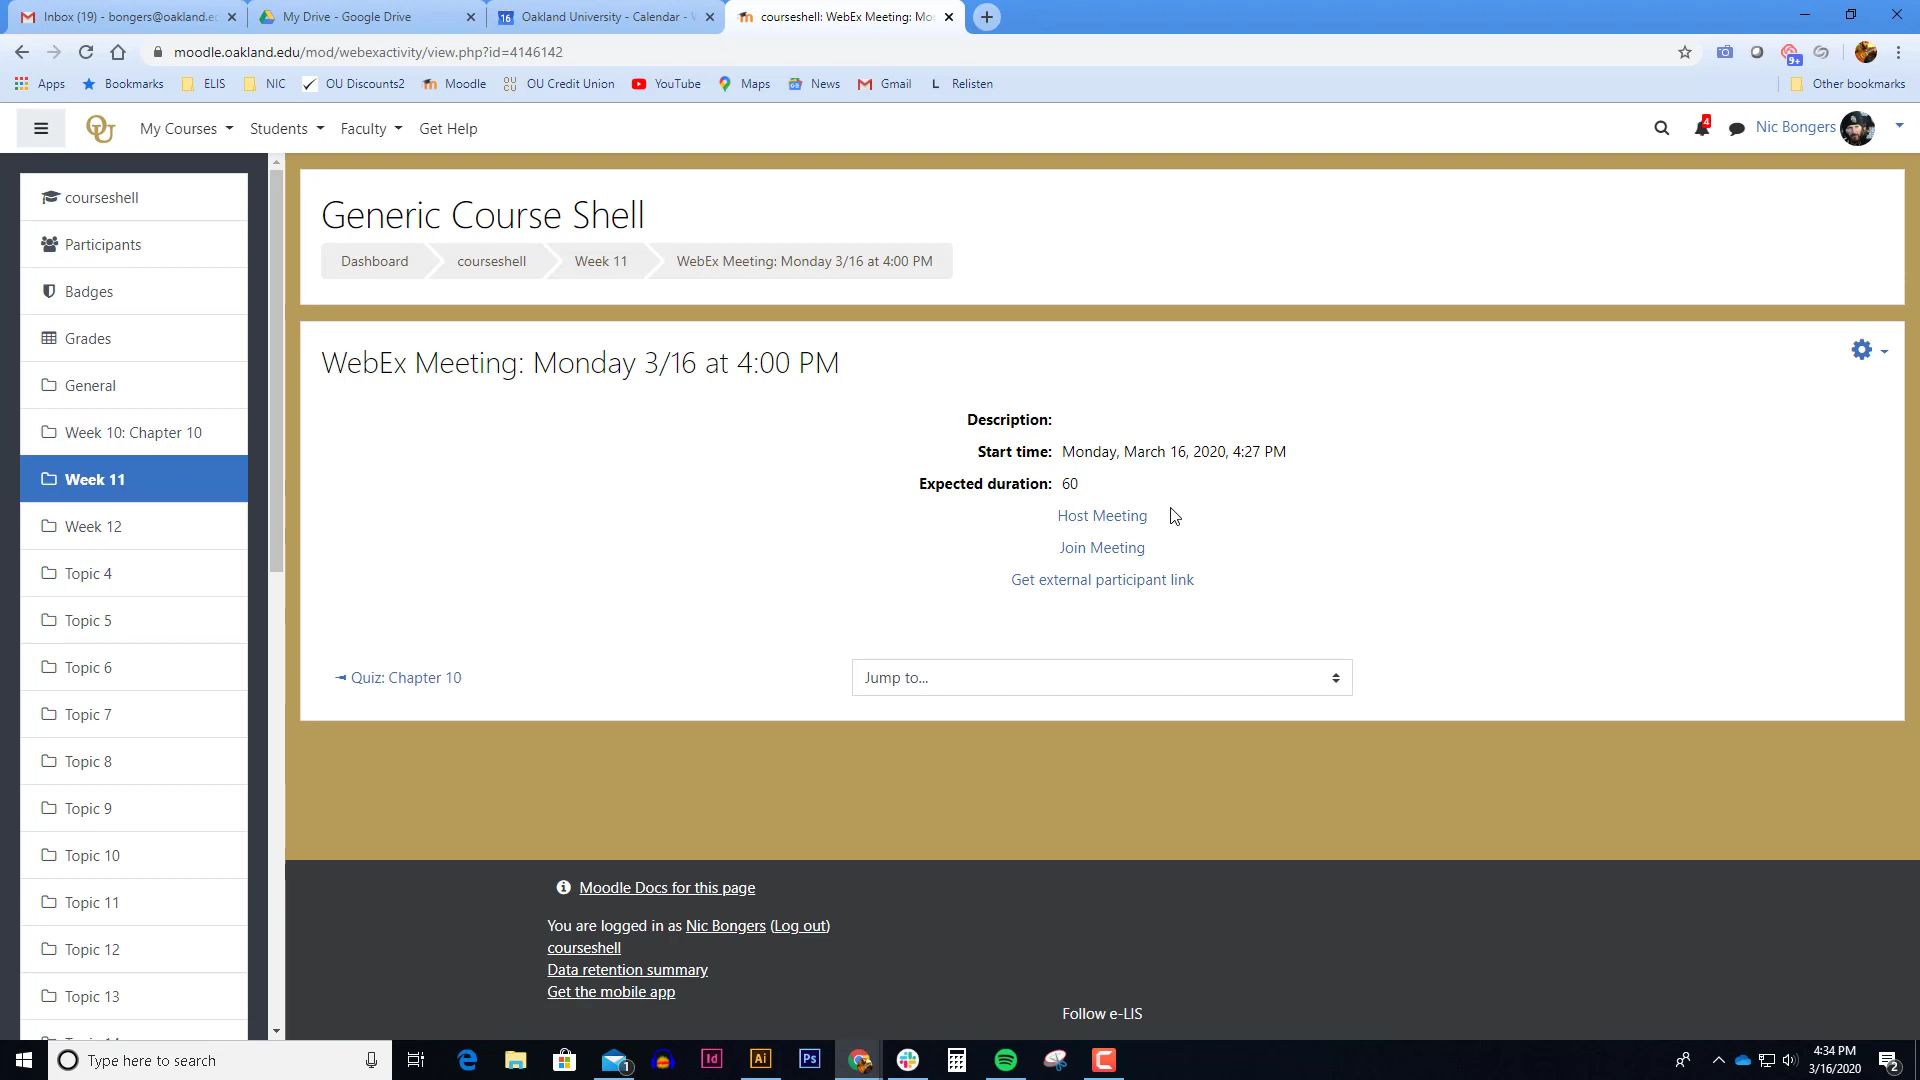 Inbox (19) - bongers@oakland.e
My Drive - Google Drive
Oakland University - Calendar -
courseshell: WebEx Meeting: Mo
moodle.oakland.edu/mod/webexactivity/view.php?id=4146142
9+
Apps
Bookmarks
ELIS
NIC
OU Discounts2
Moodle
OU Credit Union
YouTube
Maps
News
Gmail
L Relisten
Other bookmarks
My Courses
Students
Faculty
Get Help
4
Nic Bongers
courseshell
Participants
Badges
Grades
General
Week 10: Chapter 10
Week 11
Week 12
Topic 4
Topic 5
Topic 6
Topic 7
Topic 8
Topic 9
Topic 10
Topic 11
Topic 12
Topic 13
Generic Course Shell
Dashboard
courseshell
Week 11
WebEx Meeting: Monday 3/16 at 4:00 PM
WebEx Meeting: Monday 3/16 at 4:00 PM
Description:
Start time: Monday, March 16, 2020, 4:27 PM
Expected duration: 60
Host Meeting
Join Meeting
Get external participant link
◄ Quiz: Chapter 10
Jump to...
Moodle Docs for this page
You are logged in as Nic Bongers (Log out)
courseshell
Data retention summary
Get the mobile app
Follow e-LIS
Type here to search
1
Id
Ai
Ps
4:34 PM
3/16/2020
2